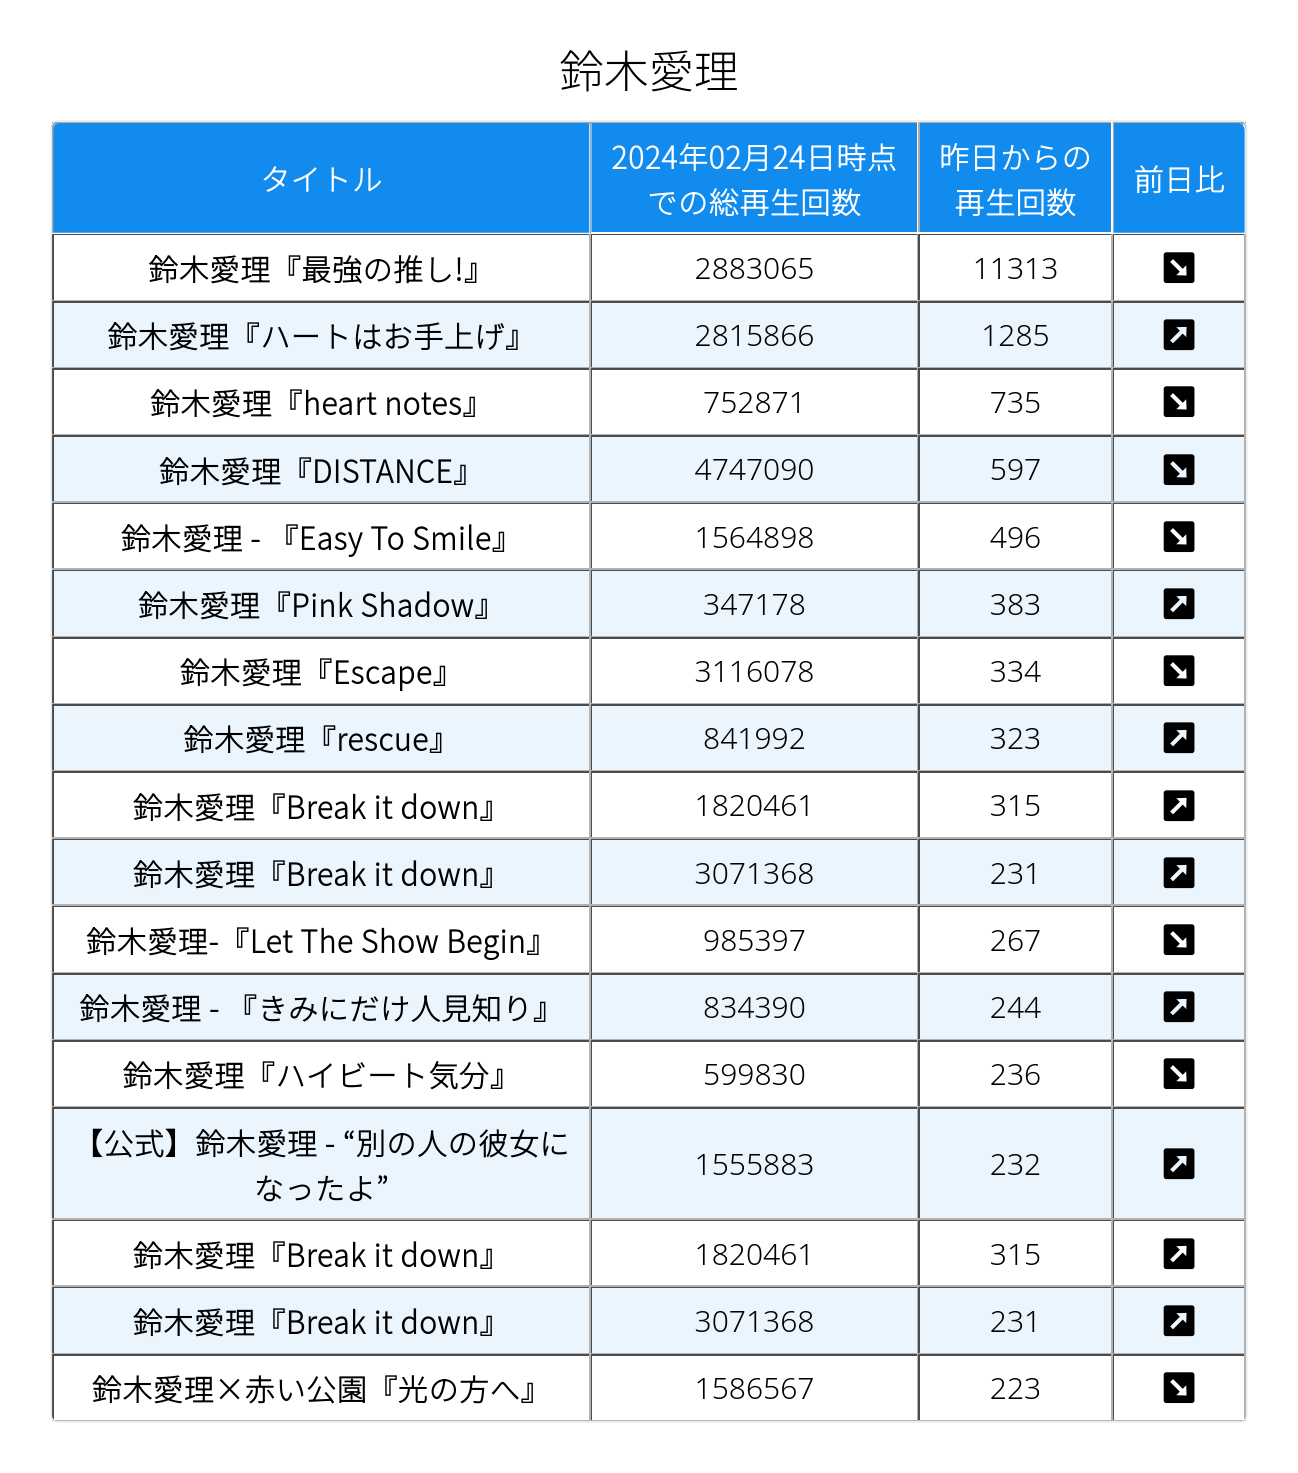 鈴木愛理
タイトル 2024年02月24日時点での総再生回数 昨日からの再生回数 前日比
鈴木愛理『最強の推し!』 2883065 11313 ↘
鈴木愛理『ハートはお手上げ』 2815866 1285 ↗
鈴木愛理『heart notes』 752871 735 ↘
鈴木愛理『DISTANCE』 4747090 597 ↘
鈴木愛理 - 『Easy To Smile』 1564898 496 ↘
鈴木愛理『Pink Shadow』 347178 383 ↗
鈴木愛理『Escape』 3116078 334 ↘
鈴木愛理『rescue』 841992 323 ↗
鈴木愛理『Break it down』 1820461 315 ↗
鈴木愛理『Break it down』 3071368 231 ↗
鈴木愛理-『Let The Show Begin』 985397 267 ↘
鈴木愛理 - 『きみにだけ人見知り』 834390 244 ↗
鈴木愛理『ハイビート気分』 599830 236 ↘
【公式】鈴木愛理 - “別の人の彼女になったよ” 1555883 232 ↗
鈴木愛理『Break it down』 1820461 315 ↗
鈴木愛理『Break it down』 3071368 231 ↗
鈴木愛理×赤い公園『光の方へ』 1586567 223 ↘